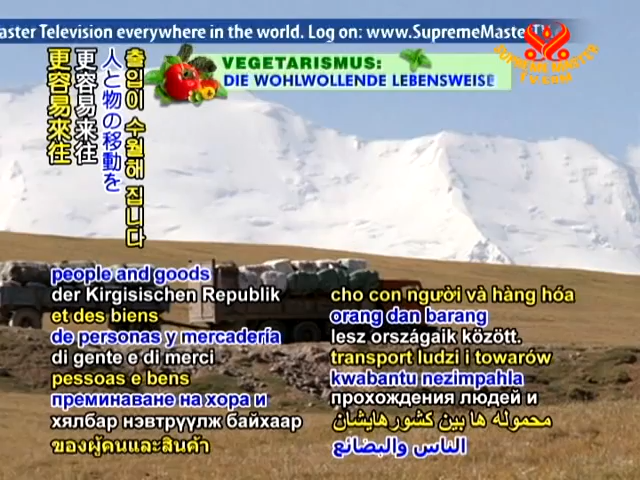 aster Television everywhere in the world. Log on: www.SupremeMasterTV
SUPREME MASTER
TV.COM
VEGETARISMUS:
DIE WOHLWOLLENDE LEBENSWEISE
更容易來往
更容易来往
人と物の移動を
출입이 수월해 집니다
people and goods
der Kirgisischen Republik
et des biens
de personas y mercadería
di gente e di merci
pessoas e bens
преминаване на хора и
хялбар нэвтрүүлж байхаар
ของผู้คนและสินค้า
cho con người và hàng hóa
orang dan barang
lesz országaik között.
transport ludzi i towarów
kwabantu nezimpahla
прохождения людей и
محموله ها بین کشورهایشان
الناس والبضائع